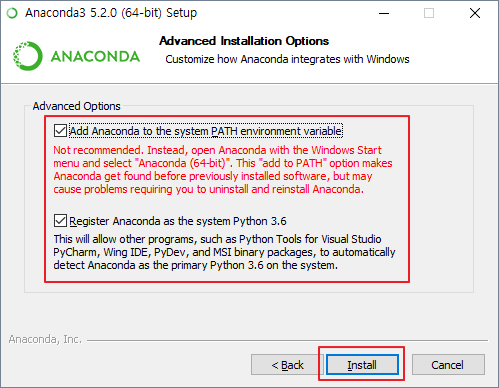 Anaconda3 5.2.0 (64-bit) Setup
ANACONDA
Advanced Installation Options
Customize how Anaconda integrates with Windows
Advanced Options
Add Anaconda to the system PATH environment variable
Not recommended. Instead, open Anaconda with the Windows Start
menu and select "Anaconda (64-bit)". This "add to PATH" option makes
Anaconda get found before previously installed software, but may
cause problems requiring you to uninstall and reinstall Anaconda.
Register Anaconda as the system Python 3.6
This will allow other programs, such as Python Tools for Visual Studio
PyCharm, Wing IDE, PyDev, and MSI binary packages, to automatically
detect Anaconda as the primary Python 3.6 on the system.
Anaconda, Inc.
< Back
Install
Cancel